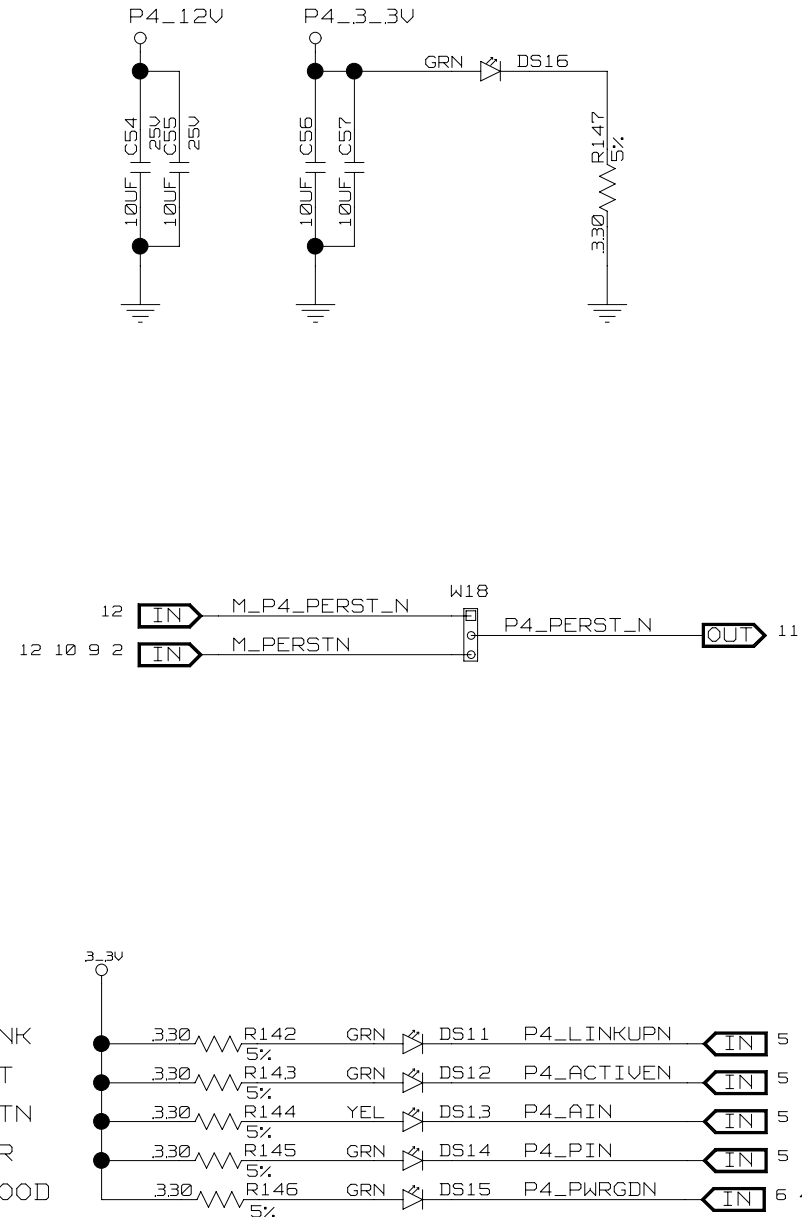 P4_12V P4_3_3V
GRN DS16
C54 25V C55 25V C56 C57 R147 5%
10UF 10UF 10UF 10UF 330
W18
12 IN M_P4_PERST_N
P4_PERST_N OUT 11
12 10 9 2 IN M_PERSTN
3_3V
NK 330 R142 5% GRN DS11 P4_LINKUPN IN 5
T 330 R143 5% GRN DS12 P4_ACTIVEN IN 5
TN 330 R144 5% YEL DS13 P4_AIN IN 5
R 330 R145 5% GRN DS14 P4_PIN IN 5
OOD 330 R146 5% GRN DS15 P4_PWRGDN IN 6